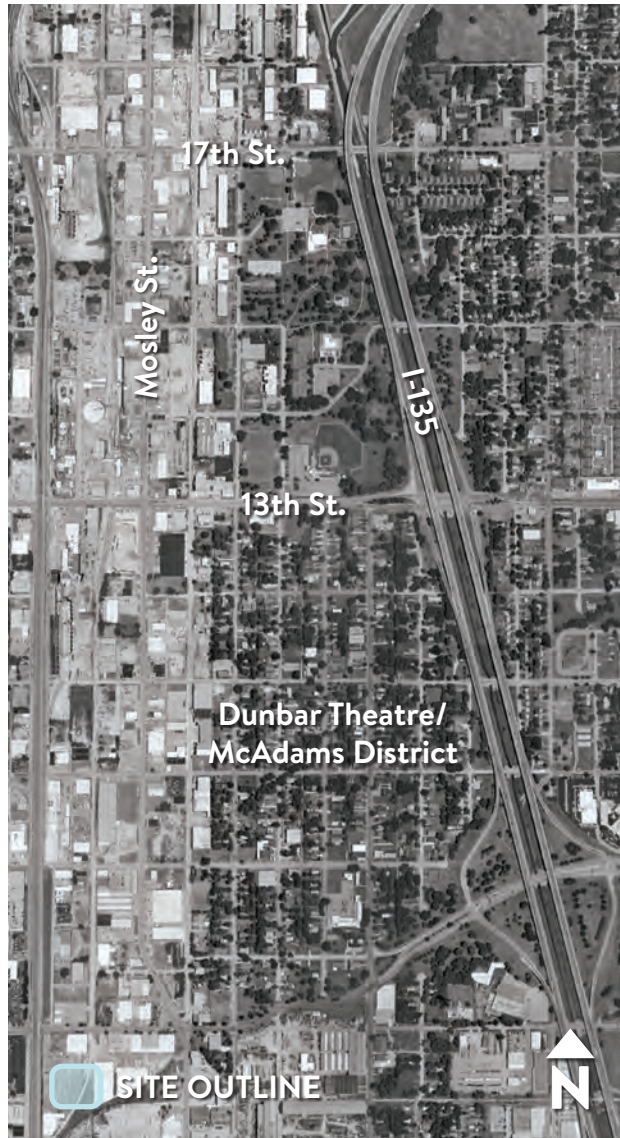 17th St.
Mosley St.
I-135
13th St.
Dunbar Theatre/
McAdams District
SITE OUTLINE
N